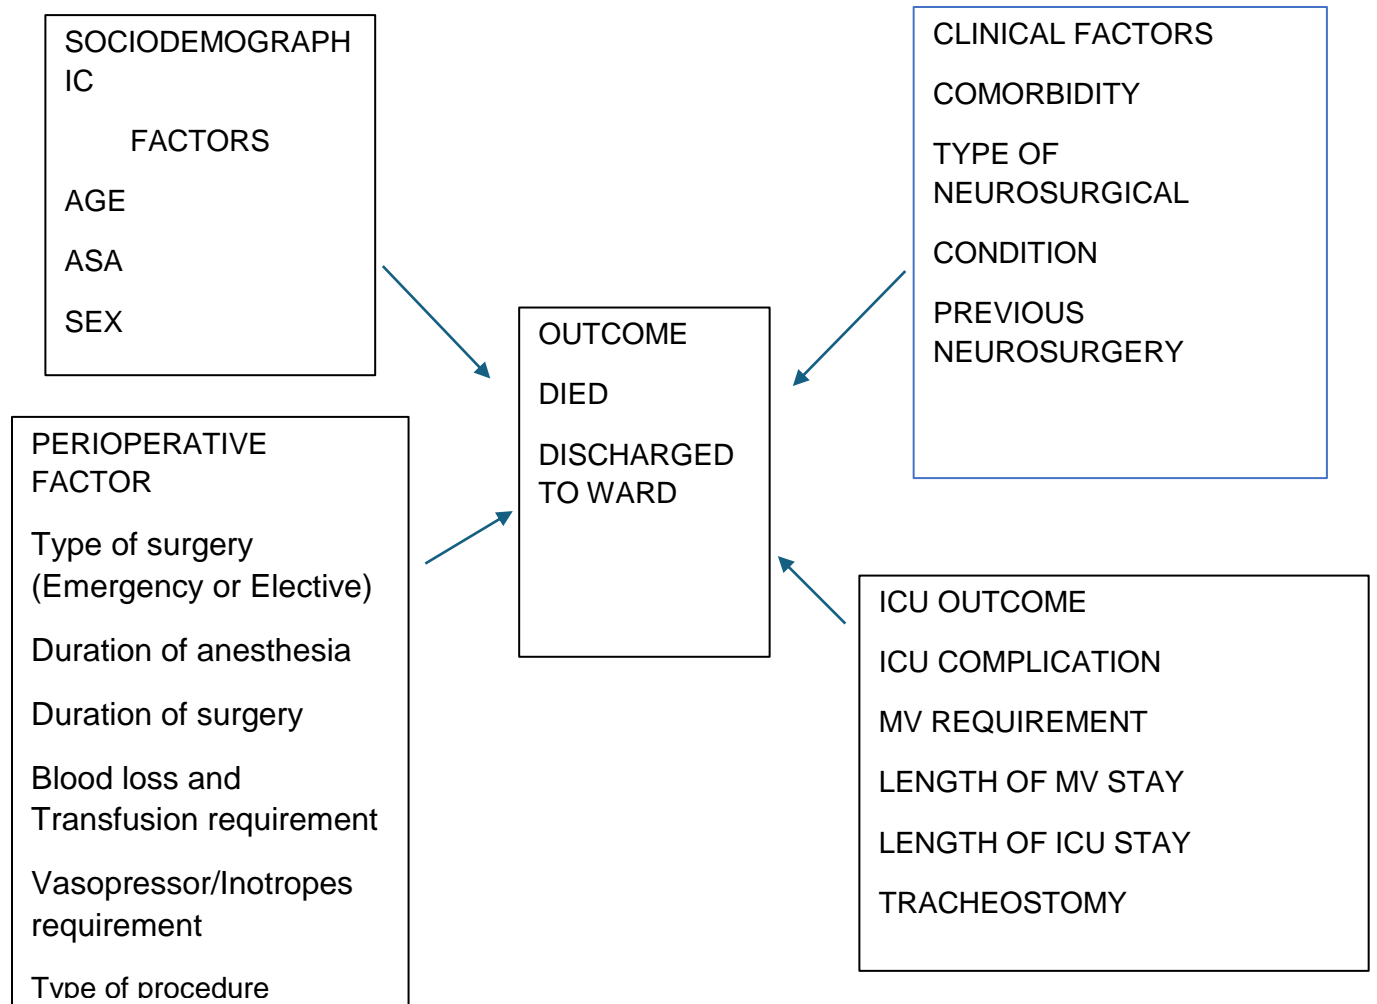 SOCIODEMOGRAPH
IC
FACTORS
AGE
ASA
SEX
CLINICAL FACTORS
COMORBIDITY
TYPE OF
NEUROSURGICAL
CONDITION
PREVIOUS
NEUROSURGERY
OUTCOME
DIED
DISCHARGED
TO WARD
PERIOPERATIVE
FACTOR
Type of surgery
(Emergency or Elective)
Duration of anesthesia
Duration of surgery
Blood loss and
Transfusion requirement
Vasopressor/Inotropes
requirement
Type of procedure
ICU OUTCOME
ICU COMPLICATION
MV REQUIREMENT
LENGTH OF MV STAY
LENGTH OF ICU STAY
TRACHEOSTOMY